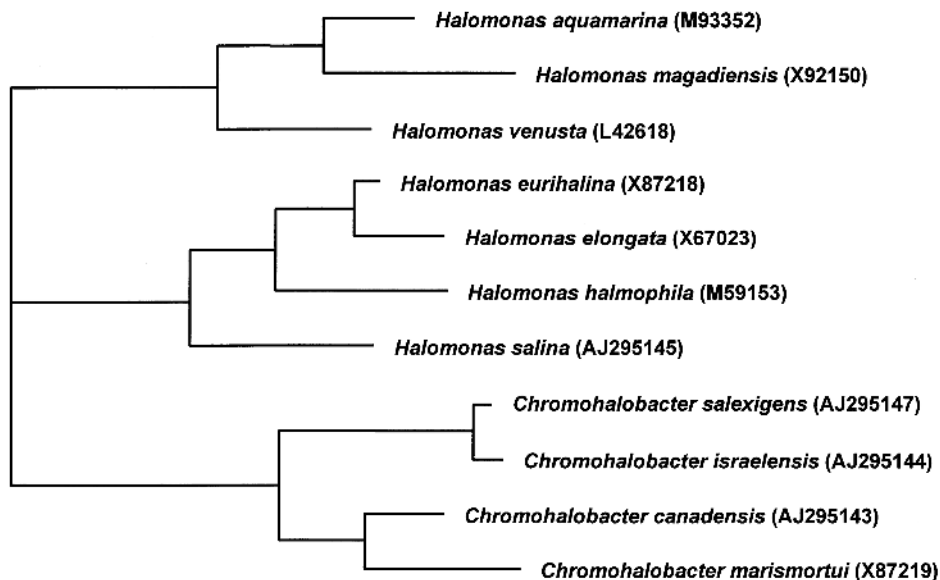 Halomonas aquamarina (M93352)
Halomonas magadiensis (X92150)
Halomonas venusta (L42618)
Halomonas eurihalina (X87218)
Halomonas elongata (X67023)
Halomonas halmophila (M59153)
Halomonas salina (AJ295145)
Chromohalobacter salexigens (AJ295147)
Chromohalobacter israelensis (AJ295144)
Chromohalobacter canadensis (AJ295143)
Chromohalobacter marismortui (X87219)